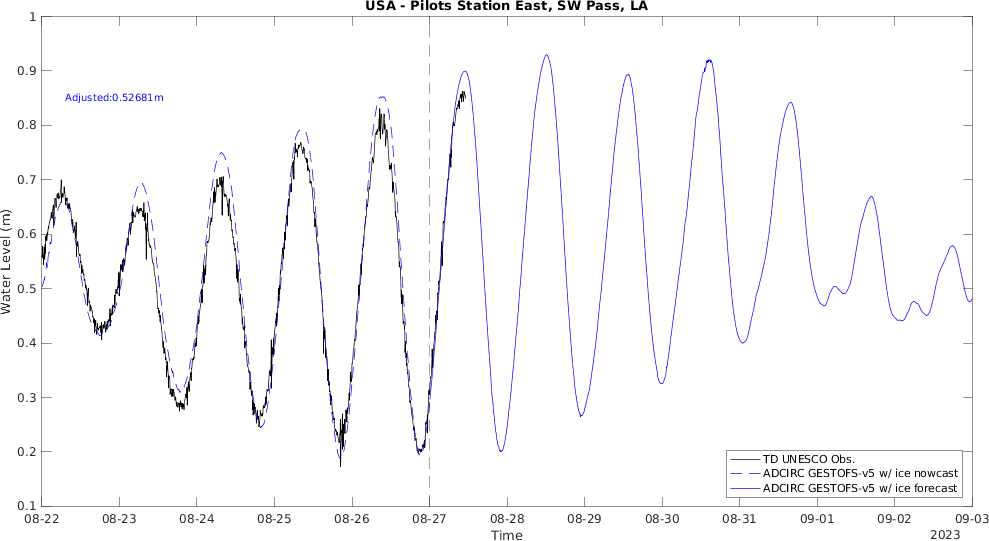 USA - Pilots Station East, SW Pass, LA
1
0.9
0.8
0.7
0.6
0.5
0.4
0.3
0.2
0.1
Water Level (m)
Adjusted:0.52681m
TD UNESCO Obs.
ADCIRC GESTOFS-v5 w/ ice nowcast
ADCIRC GESTOFS-v5 w/ ice forecast
08-22 08-23 08-24 08-25 08-26 08-27 08-28 08-29 08-30 08-31 09-01 09-02 09-03
Time
2023